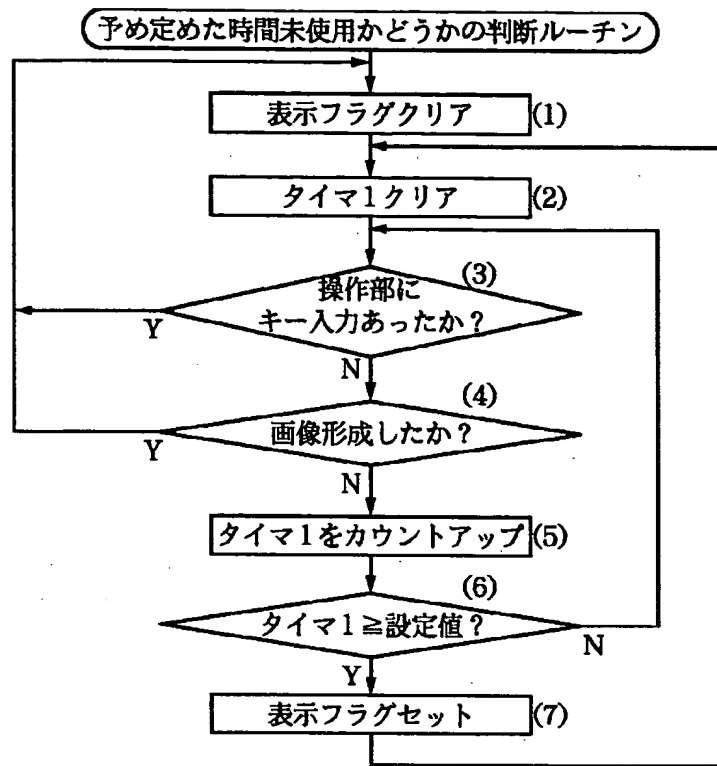 予め定めた時間未使用かどうかの判断ルーチン
表示フラグクリア (1)
タイマ1クリア (2)
(3)
操作部に
キー入力あったか?
Y
N
(4)
画像形成したか?
Y
N
タイマ1をカウントアップ (5)
(6)
タイマ1≧設定値?
N
Y
表示フラグセット (7)